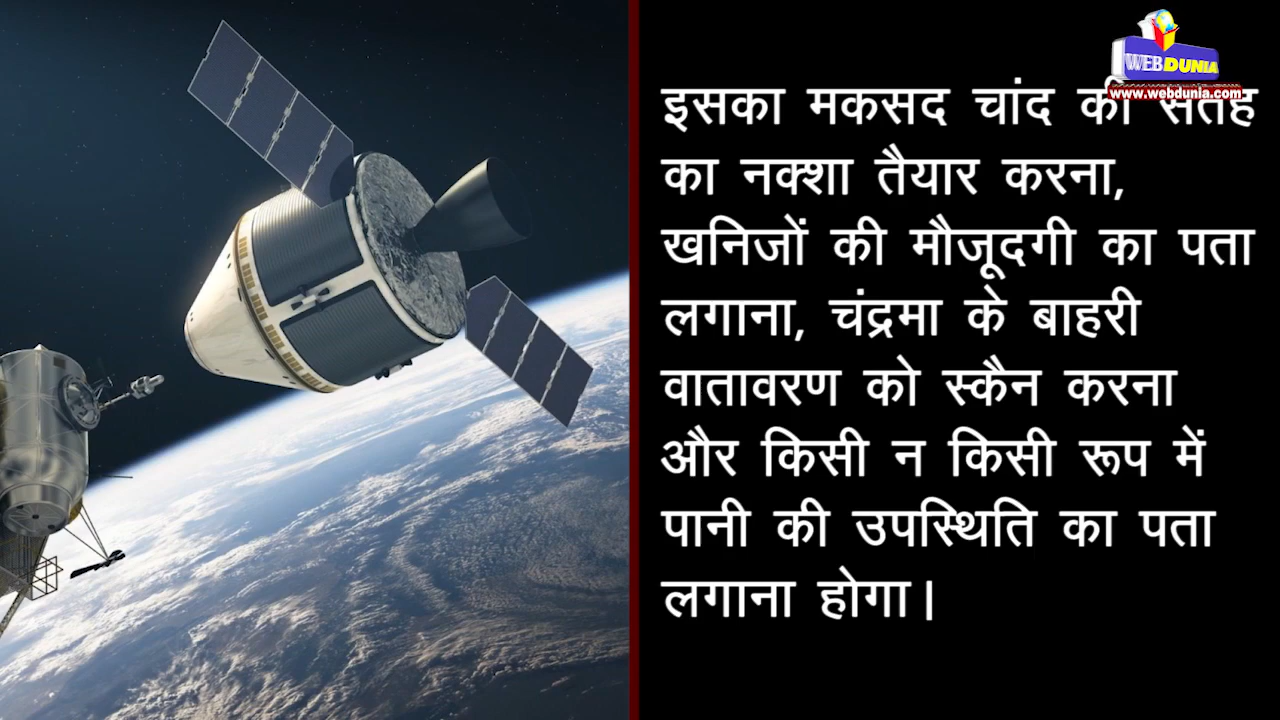 WEBDUNIA
www.webdunia.com
इसका मकसद चांद की सतह
का नक्शा तैयार करना,
खनिजों की मौजूदगी का पता
लगाना, चंद्रमा के बाहरी
वातावरण को स्कैन करना
और किसी न किसी रूप में
पानी की उपस्थिति का पता
लगाना होगा।